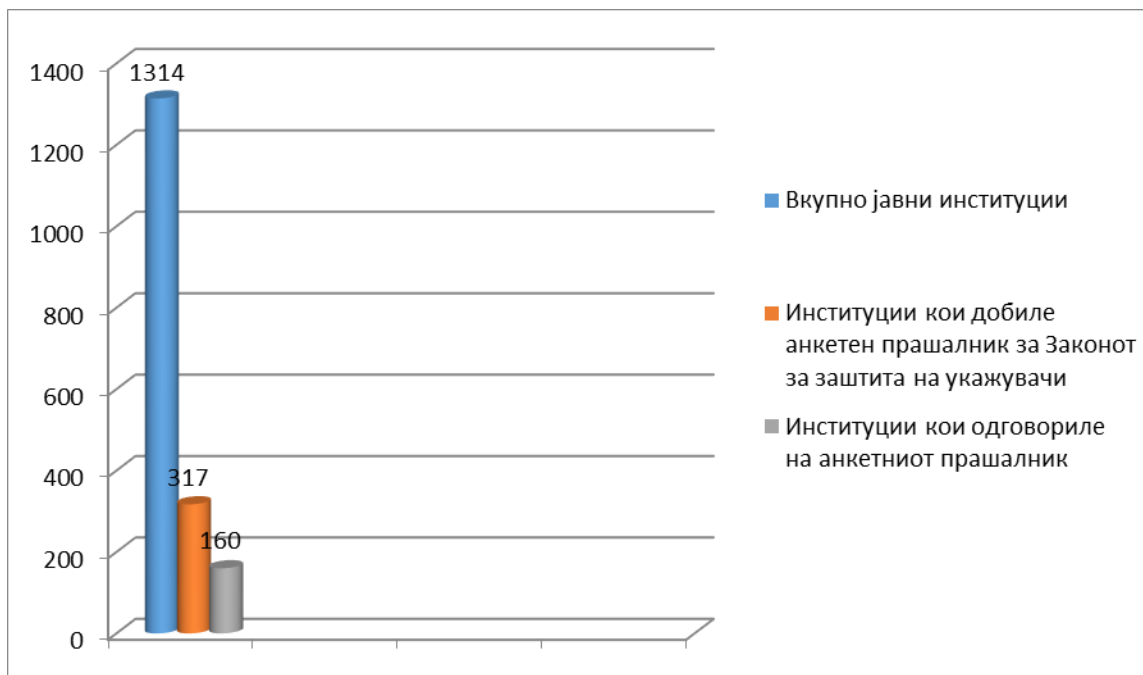 1400
1200
1000
800
600
400
200
0
1314
317
160
Вкупно јавни институции
Институции кои добиле
анкетен прашалник за Законот
за заштита на укажувачи
Институции кои одговориле
на анкетниот прашалник